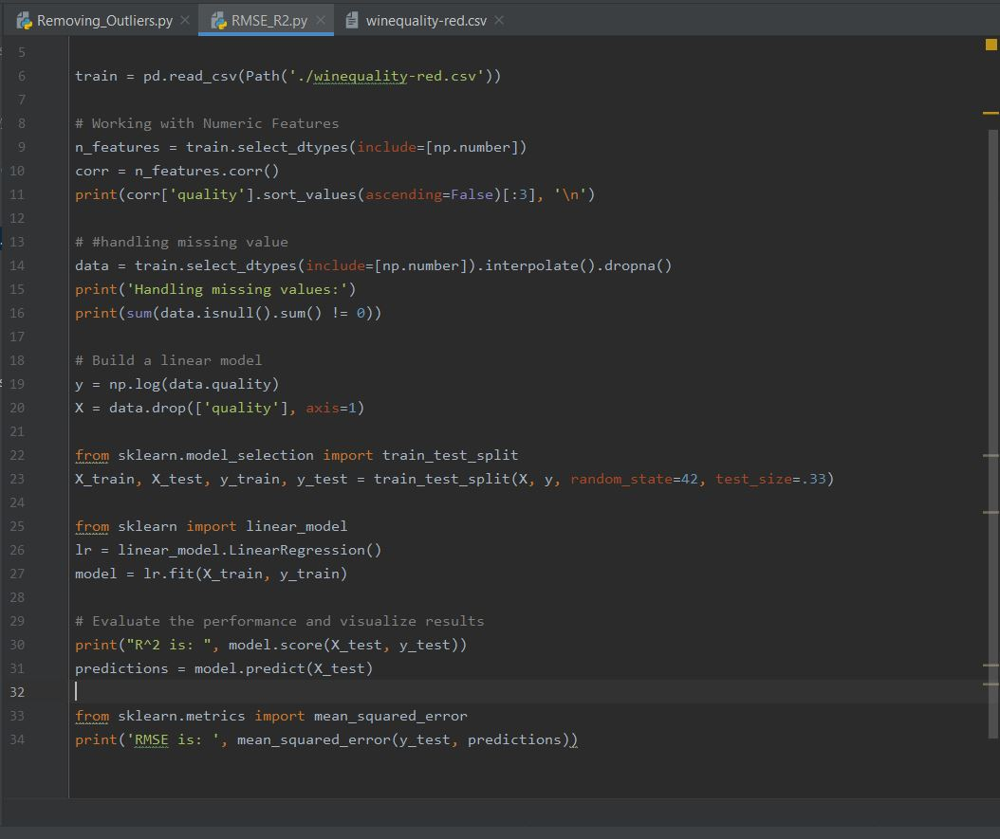 Removing_Outliers.py
RMSE_R2.py
winequality-red.csv
5
6 train = pd.read_csv(Path('./winequality-red.csv'))
7
8 # Working with Numeric Features
9 n_features = train.select_dtypes(include=[np.number])
10 corr = n_features.corr()
11 print(corr['quality'].sort_values(ascending=False)[:3], '\n')
12
13 # #handling missing value
14 data = train.select_dtypes(include=[np.number]).interpolate().dropna()
15 print('Handling missing values:')
16 print(sum(data.isnull().sum() != 0))
17
18 # Build a linear model
19 y = np.log(data.quality)
20 X = data.drop(['quality'], axis=1)
21
22 from sklearn.model_selection import train_test_split
23 X_train, X_test, y_train, y_test = train_test_split(X, y, random_state=42, test_size=.33)
24
25 from sklearn import linear_model
26 lr = linear_model.LinearRegression()
27 model = lr.fit(X_train, y_train)
28
29 # Evaluate the performance and visualize results
30 print("R^2 is: ", model.score(X_test, y_test))
31 predictions = model.predict(X_test)
32
33 from sklearn.metrics import mean_squared_error
34 print('RMSE is: ', mean_squared_error(y_test, predictions))